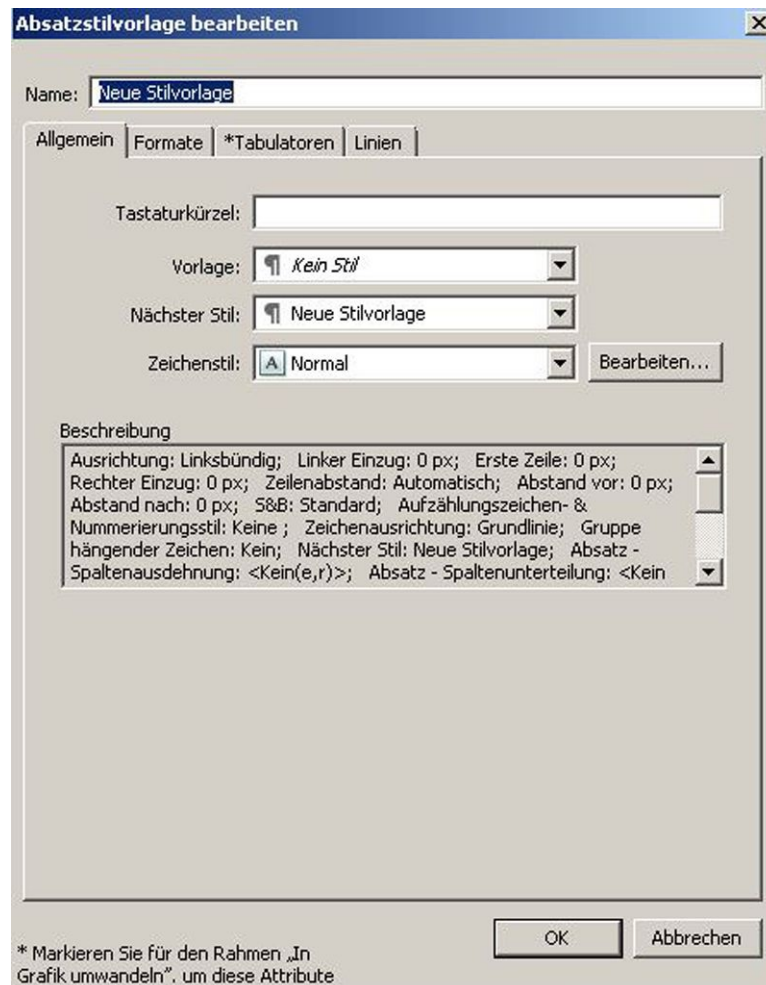 Absatzstilvorlage bearbeiten
Name: Neue Stilvorlage
Allgemein Formate *Tabulatoren Linien
Tastaturkürzel:
Vorlage: ¶ Kein Stil
Nächster Stil: ¶ Neue Stilvorlage
Zeichenstil: A Normal Bearbeiten...
Beschreibung
Ausrichtung: Linksbündig; Linker Einzug: 0 px; Erste Zeile: 0 px;
Rechter Einzug: 0 px; Zeilenabstand: Automatisch; Abstand vor: 0 px;
Abstand nach: 0 px; S&B: Standard; Aufzählungszeichen- &
Nummerierungsstil: Keine ; Zeichenausrichtung: Grundlinie; Gruppe
hängender Zeichen: Kein; Nächster Stil: Neue Stilvorlage; Absatz -
Spaltenausdehnung: <Kein(e,r)>; Absatz - Spaltenunterteilung: <Kein
OK Abbrechen
* Markieren Sie für den Rahmen „In
Grafik umwandeln", um diese Attribute